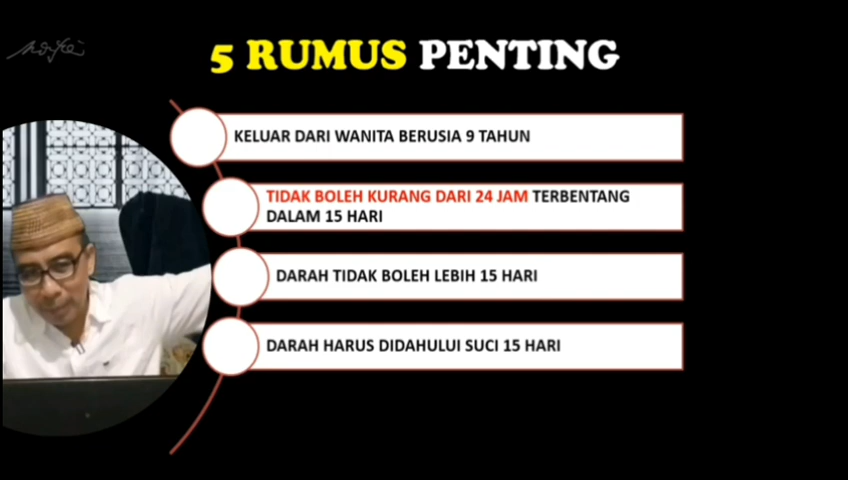 5 RUMUS PENTING
KELUAR DARI WANITA BERUSIA 9 TAHUN
TIDAK BOLEH KURANG DARI 24 JAM TERBENTANG
DALAM 15 HARI
DARAH TIDAK BOLEH LEBIH 15 HARI
DARAH HARUS DIDAHULUI SUCI 15 HARI